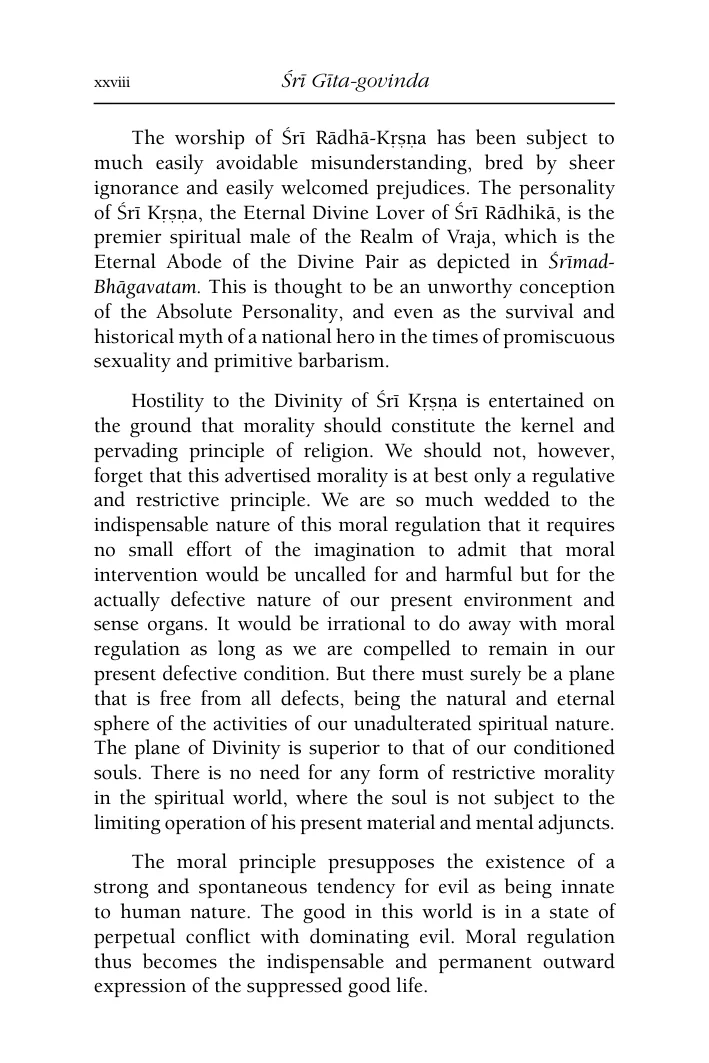 xxviii Śrī Gīta-govinda
The worship of Śrī Rādhā-Kṛṣṇa has been subject to
much easily avoidable misunderstanding, bred by sheer
ignorance and easily welcomed prejudices. The personality
of Śrī Kṛṣṇa, the Eternal Divine Lover of Śrī Rādhikā, is the
premier spiritual male of the Realm of Vraja, which is the
Eternal Abode of the Divine Pair as depicted in Śrīmad-
Bhāgavatam. This is thought to be an unworthy conception
of the Absolute Personality, and even as the survival and
historical myth of a national hero in the times of promiscuous
sexuality and primitive barbarism.
Hostility to the Divinity of Śrī Kṛṣṇa is entertained on
the ground that morality should constitute the kernel and
pervading principle of religion. We should not, however,
forget that this advertised morality is at best only a regulative
and restrictive principle. We are so much wedded to the
indispensable nature of this moral regulation that it requires
no small effort of the imagination to admit that moral
intervention would be uncalled for and harmful but for the
actually defective nature of our present environment and
sense organs. It would be irrational to do away with moral
regulation as long as we are compelled to remain in our
present defective condition. But there must surely be a plane
that is free from all defects, being the natural and eternal
sphere of the activities of our unadulterated spiritual nature.
The plane of Divinity is superior to that of our conditioned
souls. There is no need for any form of restrictive morality
in the spiritual world, where the soul is not subject to the
limiting operation of his present material and mental adjuncts.
The moral principle presupposes the existence of a
strong and spontaneous tendency for evil as being innate
to human nature. The good in this world is in a state of
perpetual conflict with dominating evil. Moral regulation
thus becomes the indispensable and permanent outward
expression of the suppressed good life.